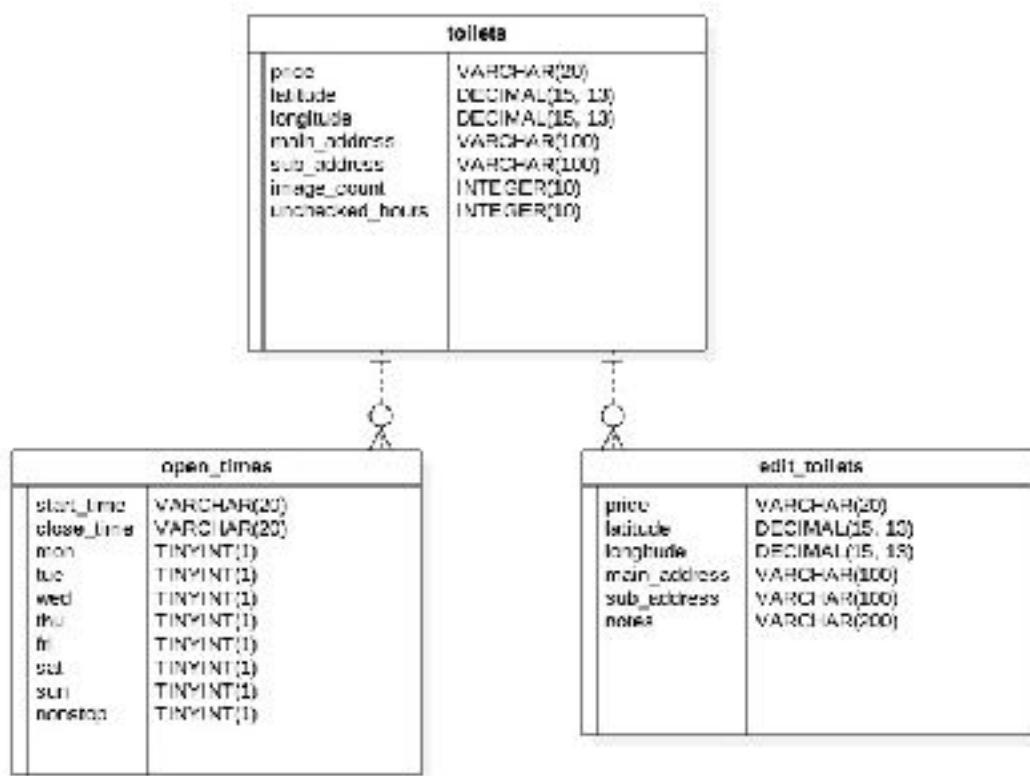 toilets
price VARCHAR(20)
latitude DECIMAL(15, 13)
longitude DECIMAL(15, 13)
main_address VARCHAR(100)
sub_address VARCHAR(100)
image_count INTEGER(10)
unchecked_hours INTEGER(10)
open_times
start_time VARCHAR(20)
close_time VARCHAR(20)
mon TINYINT(1)
tue TINYINT(1)
wed TINYINT(1)
thu TINYINT(1)
fri TINYINT(1)
sat TINYINT(1)
sun TINYINT(1)
nonstop TINYINT(1)
edit_toilets
price VARCHAR(20)
latitude DECIMAL(15, 13)
longitude DECIMAL(15, 13)
main_address VARCHAR(100)
sub_address VARCHAR(100)
notes VARCHAR(200)